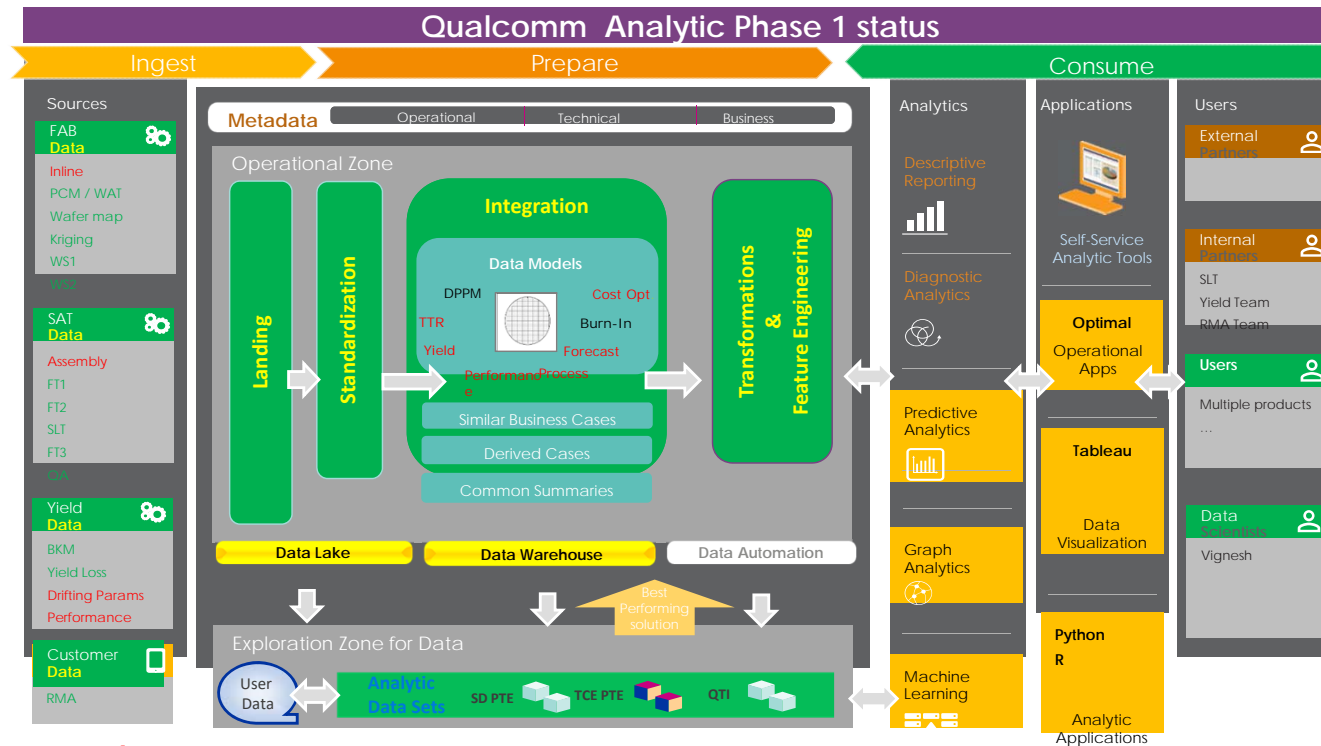 Qualcomm Analytic Phase 1 status
Ingest
Prepare
Consume
Sources
FAB
Data
Inline
PCM / WAT
Wafer map
Kriging
WS1
WS2
SAT
Data
Assembly
FT1
FT2
SLT
FT3
QA
Yield
Data
BKM
Yield Loss
Drifting Params
Performance
Customer
Data
RMA
Metadata
Operational
Technical
Business
Operational Zone
Landing
Standardization
Integration
Data Models
DPPM
Cost Opt
TTR
Burn-In
Yield
Forecast
Performanc
e
Process
Similar Business Cases
Derived Cases
Common Summaries
Transformations
&
Feature Engineering
Data Lake
Data Warehouse
Data Automation
Best
Performing
solution
Exploration Zone for Data
User
Data
Analytic
Data Sets
SD PTE
TCE PTE
QTI
Analytics
Descriptive
Reporting
Diagnostic
Analytics
Predictive
Analytics
Graph
Analytics
Machine
Learning
Applications
Self-Service
Analytic Tools
Optimal
Operational
Apps
Tableau
Data
Visualization
Python
R
Analytic
Applications
Users
External
Partners
Internal
Partners
SLT
Yield Team
RMA Team
Users
Multiple products
…
Data
Scientists
Vignesh